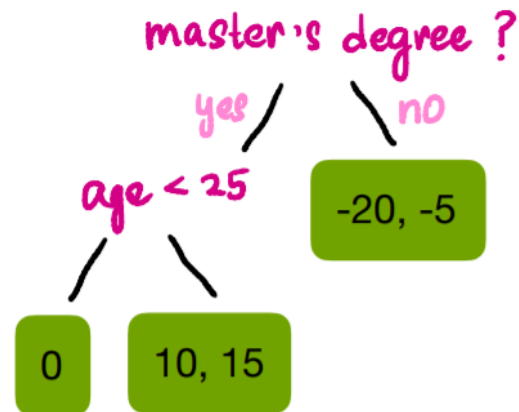 master's degree ?
yes no
age < 25
-20, -5
0
10, 15